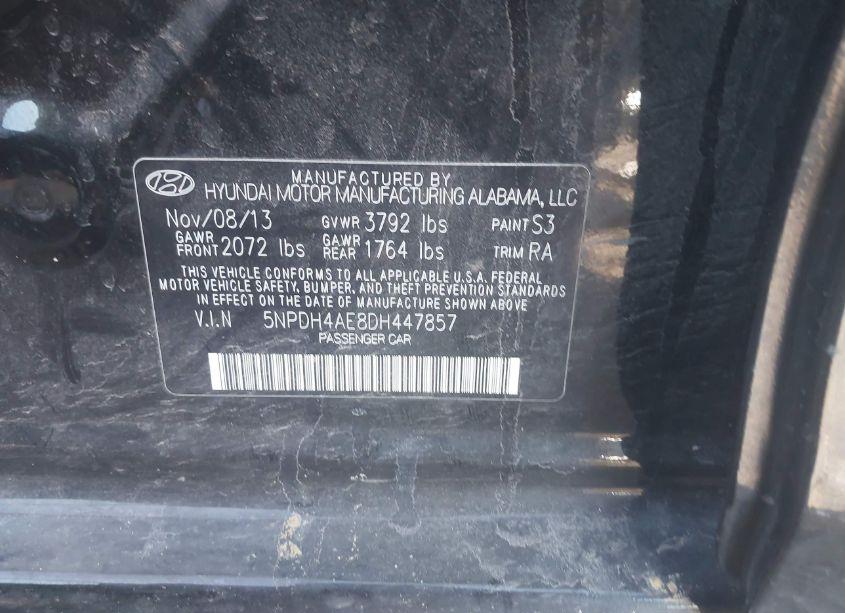 MANUFACTURED BY
HYUNDAI MOTOR MANUFACTURING ALABAMA, LLC
Nov/08/13 GVWR 3792 lbs PAINT S3
GAWR FRONT 2072 lbs GAWR REAR 1764 lbs TRIM RA
THIS VEHICLE CONFORMS TO ALL APPLICABLE U.S.A. FEDERAL
MOTOR VEHICLE SAFETY, BUMPER, AND THEFT PREVENTION STANDARDS
IN EFFECT ON THE DATE OF MANUFACTURE SHOWN ABOVE
V.I.N 5NPDH4AE8DH447857
PASSENGER CAR